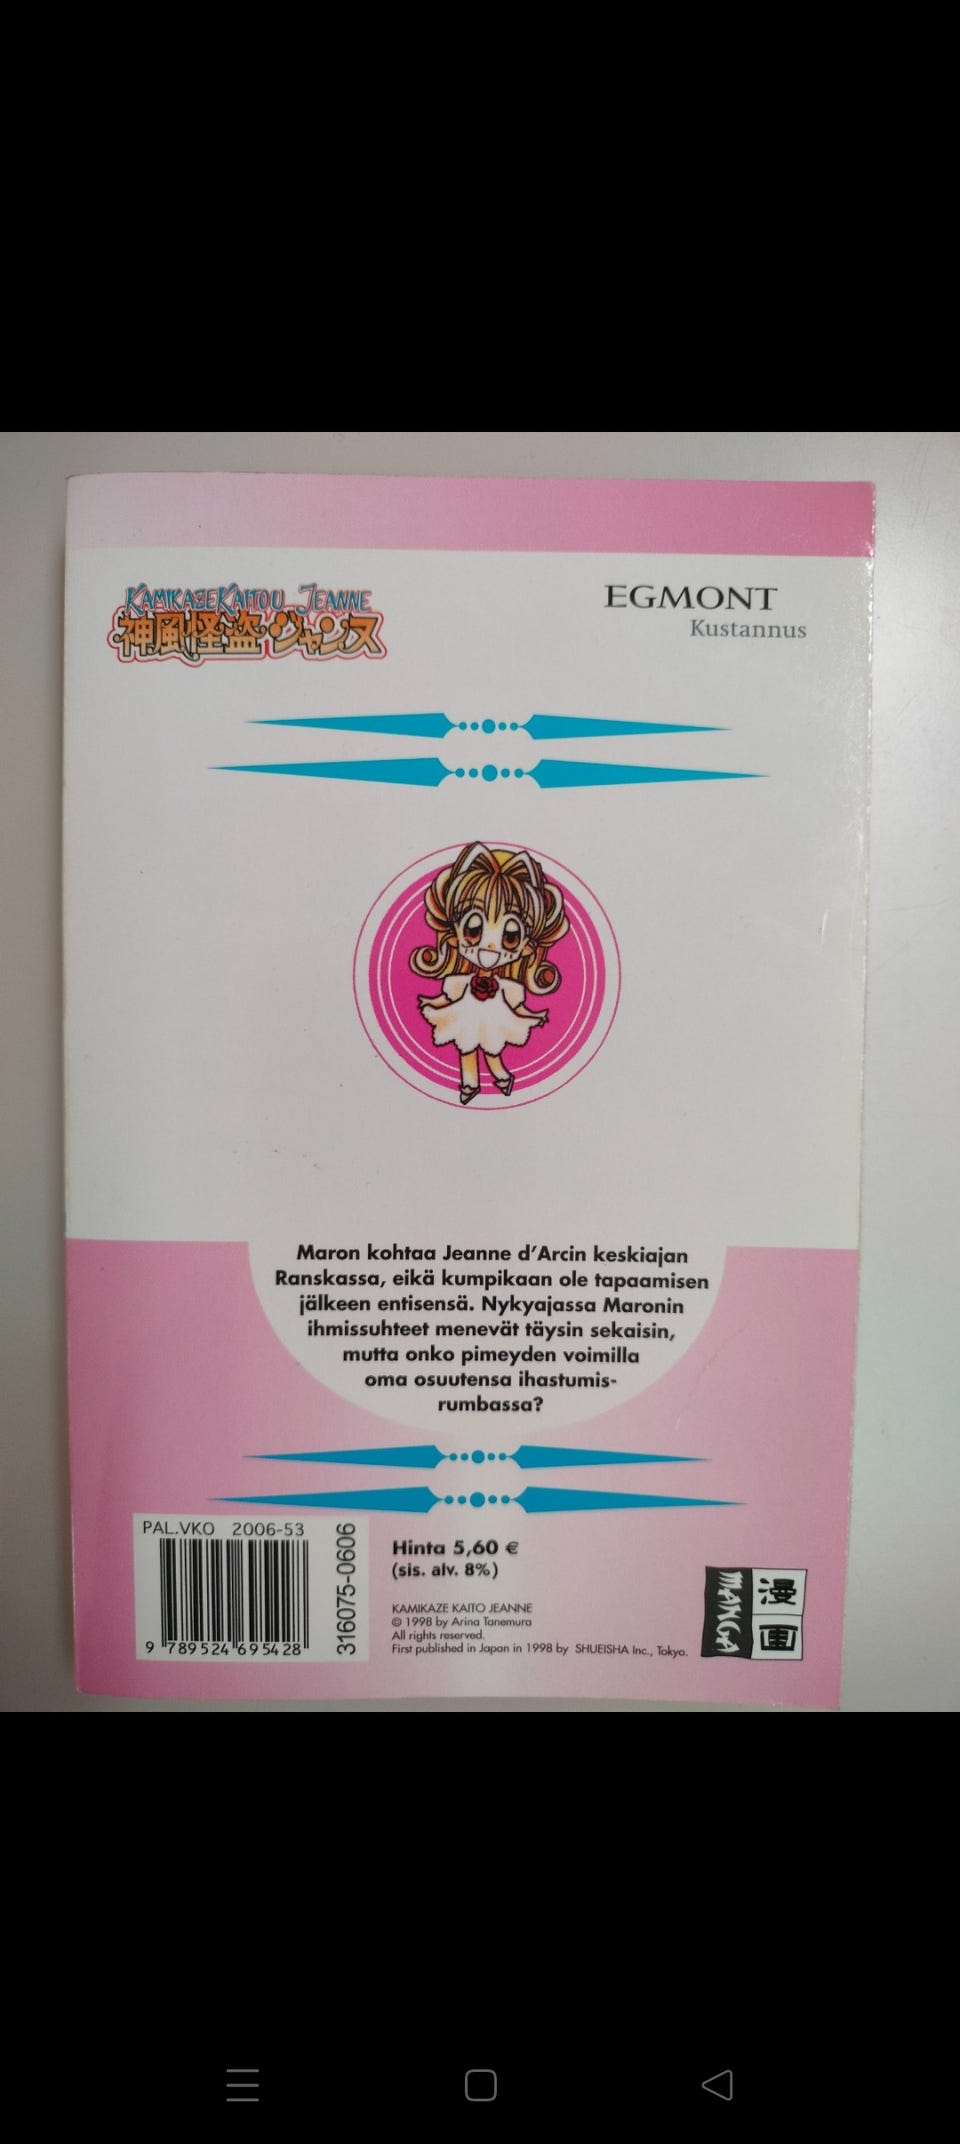 KAMIKAZE KAITOU JEANNE
神風怪盗ジャンヌ
EGMONT
Kustannus
Maron kohtaa Jeanne d'Arcin keskiajan
Ranskassa, eikä kumpikaan ole tapaamisen
jälkeen entisensä. Nykyajassa Maronin
ihmissuhteet menevät täysin sekaisin,
mutta onko pimeyden voimilla
oma osuutensa ihastumis-
rumbassa?
PAL.VKO 2006-53
9 789524 695428
316075-0606
Hinta 5,60 €
(sis. alv. 8%)
KAMIKAZE KAITO JEANNE
© 1998 by Arina Tanemura
All rights reserved.
First published in Japan in 1998 by SHUEISHA Inc., Tokyo.
MANGA
漫画